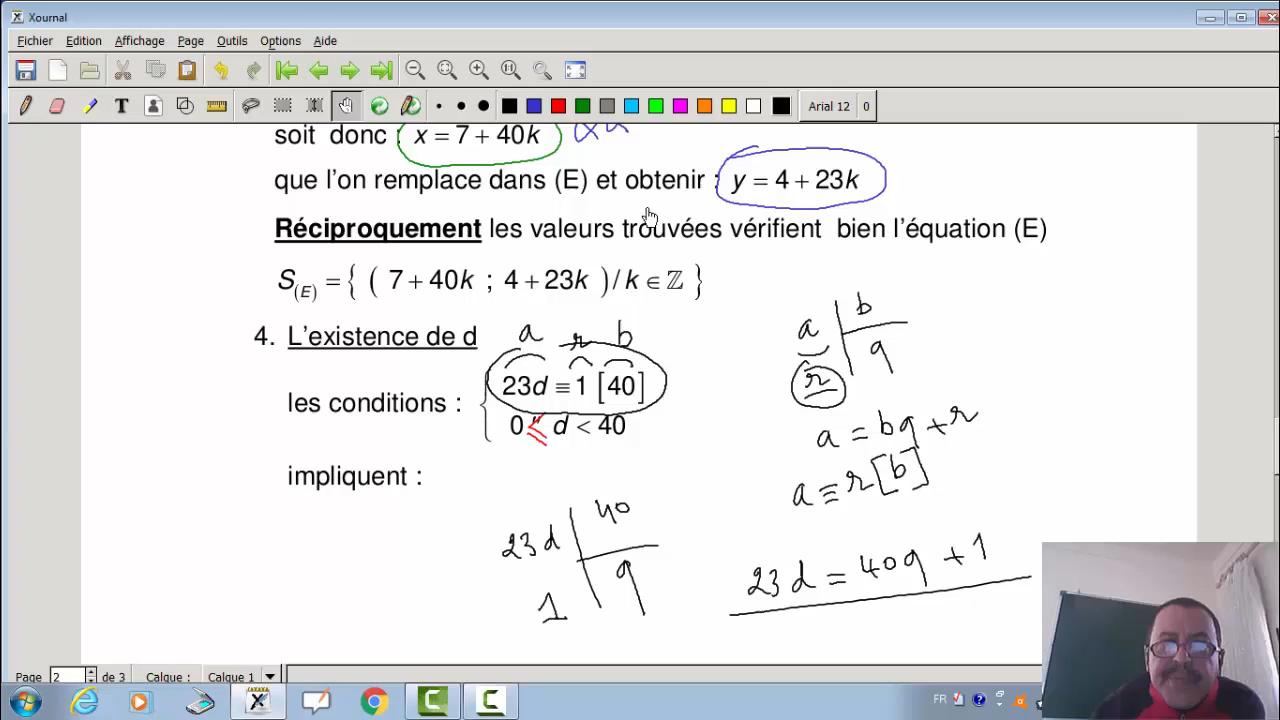 Xournal
Fichier Edition Affichage Page Outils Options Aide
Arial 12 0
soit donc : x = 7 + 40k
que l'on remplace dans (E) et obtenir : y = 4 + 23k
Réciproquement les valeurs trouvées vérifient bien l'équation (E)
S(E) = { ( 7 + 40k ; 4 + 23k ) / k ∈ ℤ }
4. L'existence de d
a r b
23d ≡ 1 [40]
les conditions :
0 ≤ d < 40
impliquent :
a b
r q
a = bq + r
a ≡ r [b]
23d 40
1 q
23d = 40q + 1
Page 2 de 3 Calque : Calque 1
FR